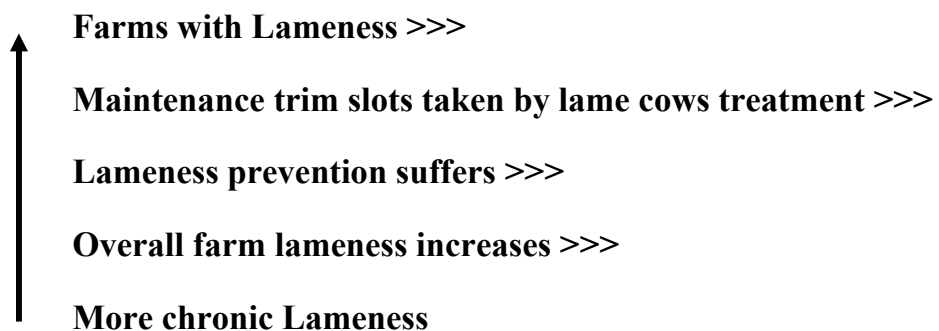 Farms with Lameness >>>
Maintenance trim slots taken by lame cows treatment >>>
Lameness prevention suffers >>>
Overall farm lameness increases >>>
More chronic Lameness